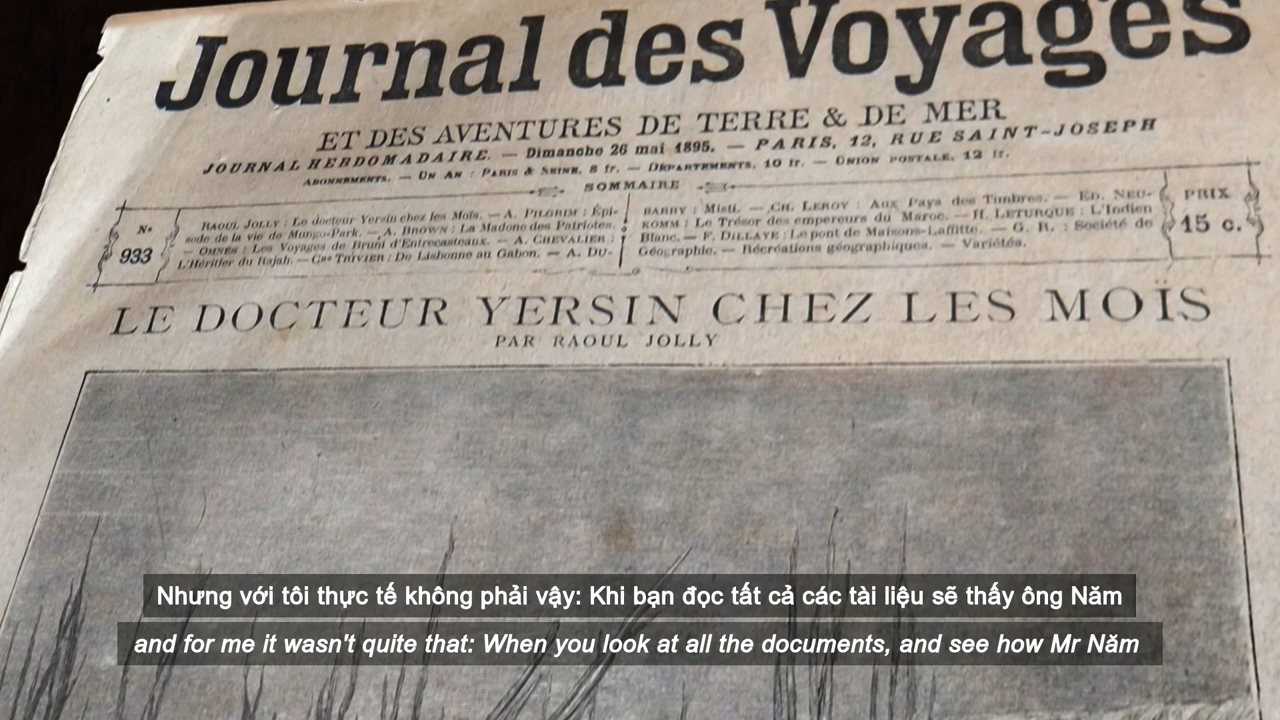 Journal des Voyages
ET DES AVENTURES DE TERRE & DE MER
JOURNAL HEBDOMADAIRE. — Dimanche 26 mai 1895. — PARIS, 12, RUE SAINT-JOSEPH
ABONNEMENTS. — UN AN : PARIS & SEINE, 8 fr. — DÉPARTEMENTS, 10 fr. — UNION POSTALE, 12 fr.
SOMMAIRE
N°
933
RAOUL JOLLY : Le docteur Yersin chez les Moïs. — A. PILGRIM : Épi-
sode de la vie de Mungo-Park. — A. BROWN : La Madone des Patriotes.
— OMNÈS : Les Voyages de Bruni d'Entrecasteaux. — A. CHEVALIER :
L'Héritier du Rajah. — Cne TRIVIER : De Lisbonne au Gabon. — A. DU-
BARRY : Misti. — CH. LEROY : Aux Pays des Timbres. — ED. NEU-
KOMM : Le Trésor des empereurs du Maroc. — H. LETURQUE : L'Indien
Blanc. — F. DILLAYE : Le pont de Maisons-Laffitte. — G. R. : Société de
Géographie. — Récréations géographiques. — Variétés.
PRIX
15 c.
LE DOCTEUR YERSIN CHEZ LES MOÏS
PAR RAOUL JOLLY
Nhưng với tôi thực tế không phải vậy: Khi bạn đọc tất cả các tài liệu sẽ thấy ông Năm
and for me it wasn't quite that: When you look at all the documents, and see how Mr Năm